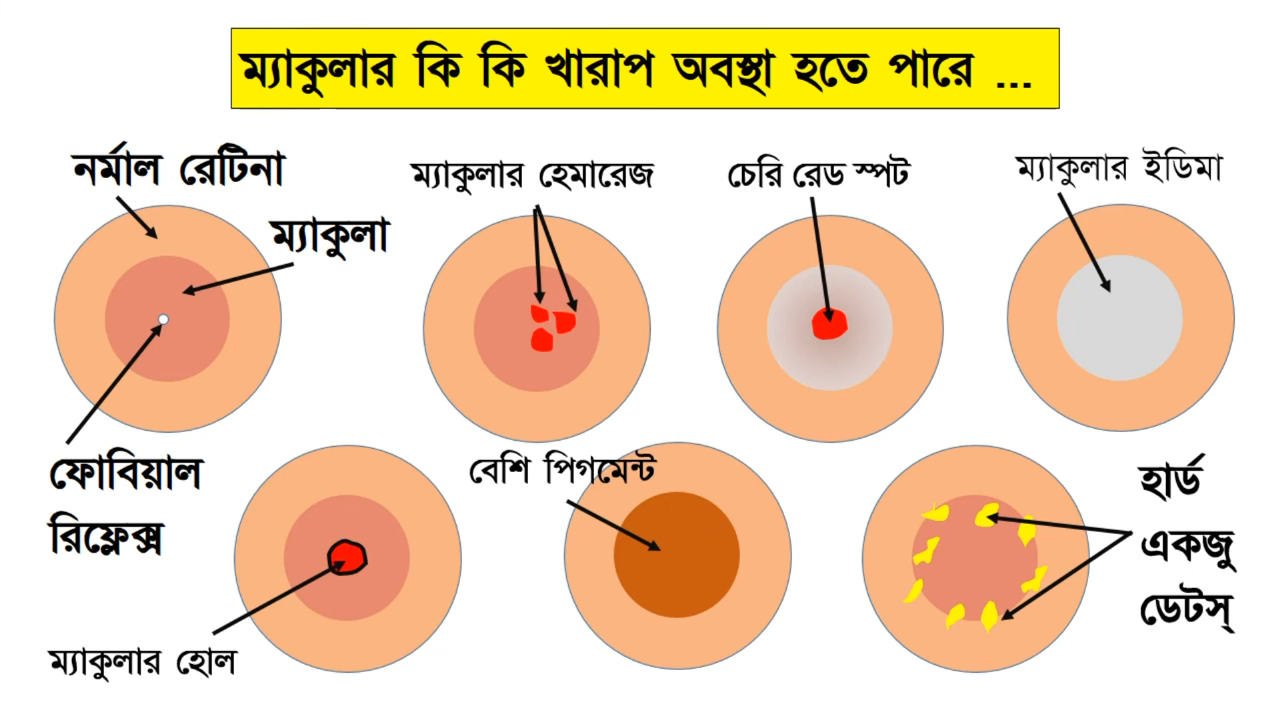 ম্যাকুলার কি কি খারাপ অবস্থা হতে পারে ...
নর্মাল রেটিনা
ম্যাকুলা
ফোবিয়াল
রিফ্লেক্স
ম্যাকুলার হেমারেজ
চেরি রেড স্পট
ম্যাকুলার ইডিমা
ম্যাকুলার হোল
বেশি পিগমেন্ট
হার্ড
একজু
ডেটস্